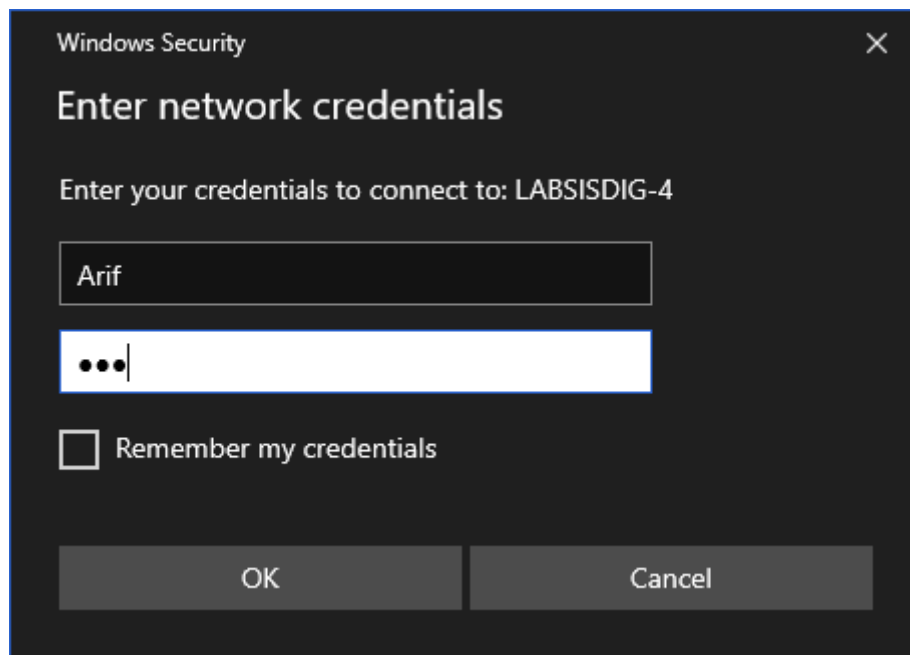 Windows Security
Enter network credentials
Enter your credentials to connect to: LABSISDIG-4
Arif
•••
Remember my credentials
OK
Cancel